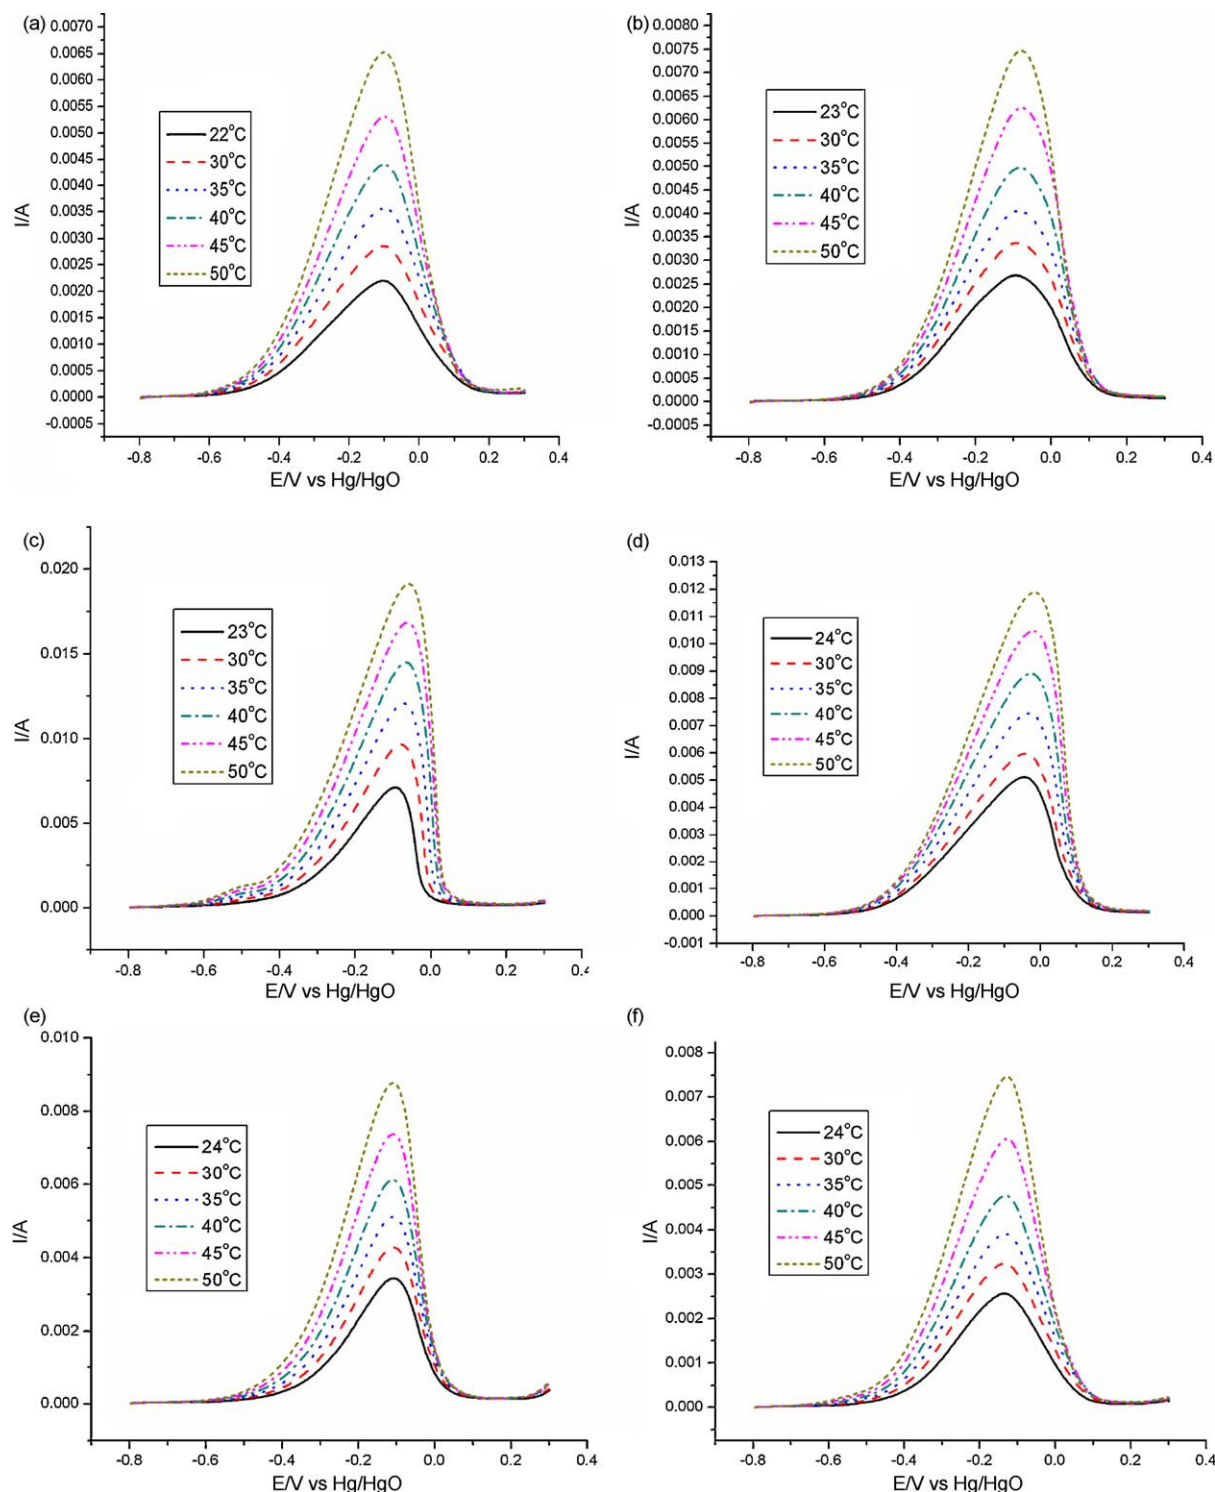 (a)
0.0070
0.0065
0.0060
0.0055
0.0050
0.0045
0.0040
0.0035
0.0030
0.0025
0.0020
0.0015
0.0010
0.0005
0.0000
-0.0005
I/A
22°C
30°C
35°C
40°C
45°C
50°C
-0.8 -0.6 -0.4 -0.2 0.0 0.2 0.4
E/V vs Hg/HgO
(b)
0.0080
0.0075
0.0070
0.0065
0.0060
0.0055
0.0050
0.0045
0.0040
0.0035
0.0030
0.0025
0.0020
0.0015
0.0010
0.0005
0.0000
-0.0005
I/A
23°C
30°C
35°C
40°C
45°C
50°C
-0.8 -0.6 -0.4 -0.2 0.0 0.2 0.4
E/V vs Hg/HgO
(c)
0.020
0.015
0.010
0.005
0.000
I/A
23°C
30°C
35°C
40°C
45°C
50°C
-0.8 -0.6 -0.4 -0.2 0.0 0.2 0.4
E/V vs Hg/HgO
(d)
0.013
0.012
0.011
0.010
0.009
0.008
0.007
0.006
0.005
0.004
0.003
0.002
0.001
0.000
-0.001
I/A
24°C
30°C
35°C
40°C
45°C
50°C
-0.8 -0.6 -0.4 -0.2 0.0 0.2 0.4
E/V vs Hg/HgO
(e)
0.010
0.008
0.006
0.004
0.002
0.000
I/A
24°C
30°C
35°C
40°C
45°C
50°C
-0.8 -0.6 -0.4 -0.2 0.0 0.2 0.4
E/V vs Hg/HgO
(f)
0.008
0.007
0.006
0.005
0.004
0.003
0.002
0.001
0.000
I/A
24°C
30°C
35°C
40°C
45°C
50°C
-0.8 -0.6 -0.4 -0.2 0.0 0.2 0.4
E/V vs Hg/HgO